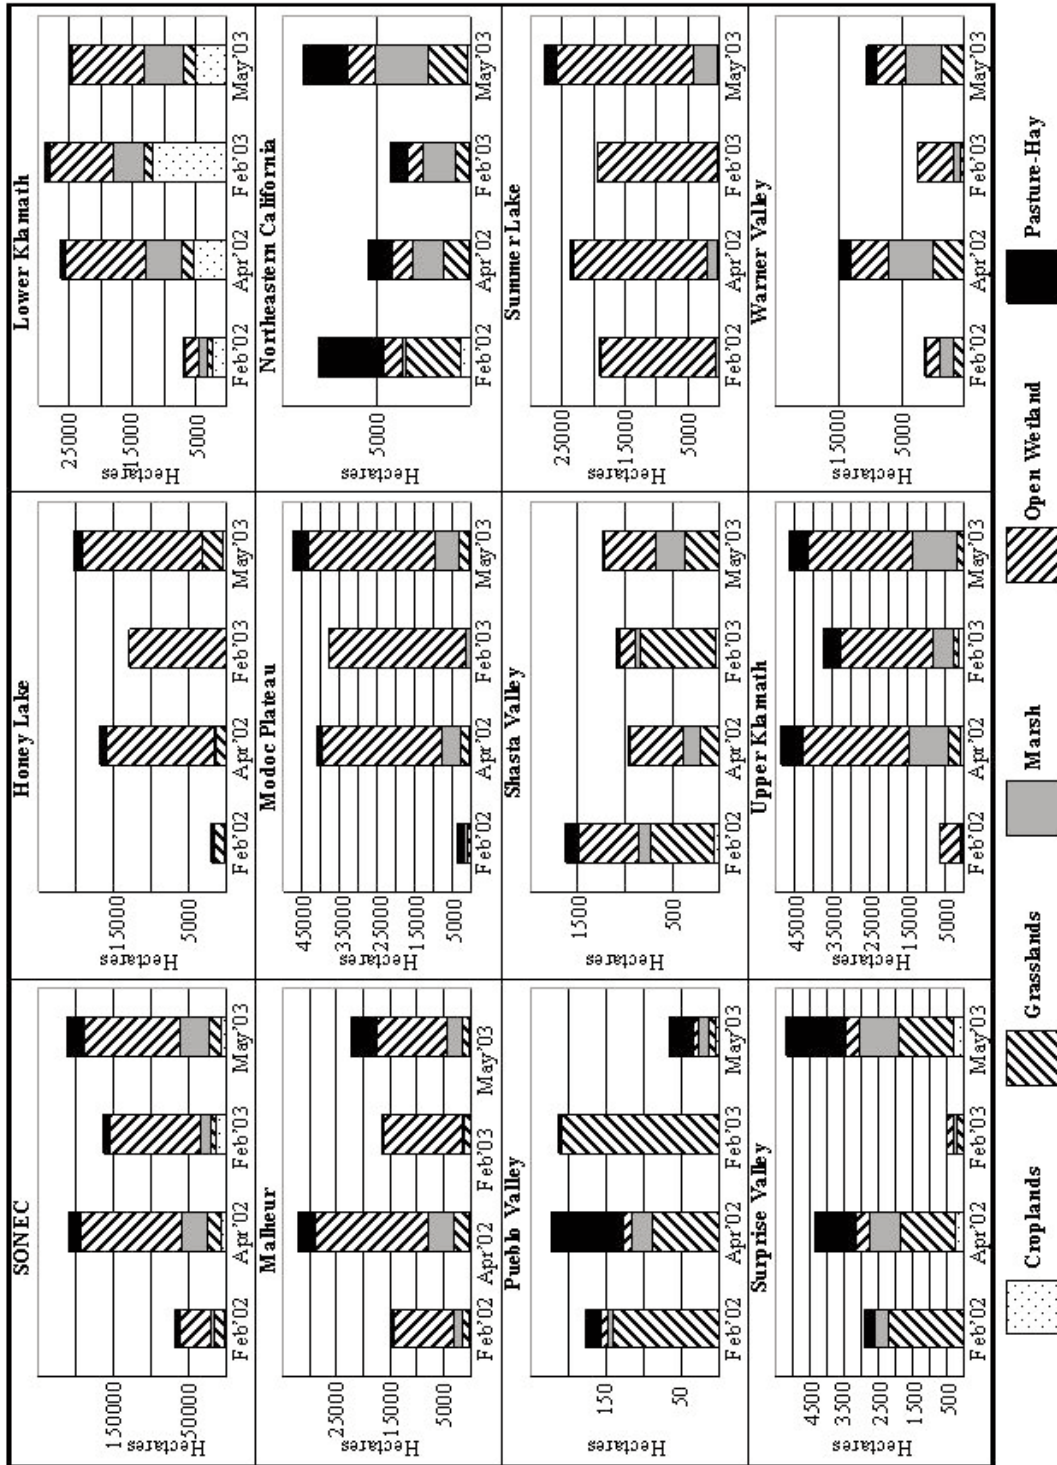 SONEC
Hectares
150000
50000
Feb'02 Apr'02 Feb'03 May'03
Honey Lake
Hectares
15000
5000
Feb'02 Apr'02 Feb'03 May'03
Lower Klamath
Hectares
25000
15000
5000
Feb'02 Apr'02 Feb'03 May'03
Malheur
Hectares
25000
15000
5000
Feb'02 Apr'02 Feb'03 May'03
Modoc Plateau
Hectares
45000
35000
25000
15000
5000
Feb'02 Apr'02 Feb'03 May'03
Northeastern California
Hectares
5000
Feb'02 Apr'02 Feb'03 May'03
Pueblo Valley
Hectares
150
50
Feb'02 Apr'02 Feb'03 May'03
Shasta Valley
Hectares
1500
500
Feb'02 Apr'02 Feb'03 May'03
Summer Lake
Hectares
25000
15000
5000
Feb'02 Apr'02 Feb'03 May'03
Surprise Valley
Hectares
4500
3500
2500
1500
500
Feb'02 Apr'02 Feb'03 May'03
Upper Klamath
Hectares
45000
35000
25000
15000
5000
Feb'02 Apr'02 Feb'03 May'03
Warner Valley
Hectares
15000
5000
Feb'02 Apr'02 Feb'03 May'03
Croplands Grasslands Marsh Open Wetland Pasture-Hay